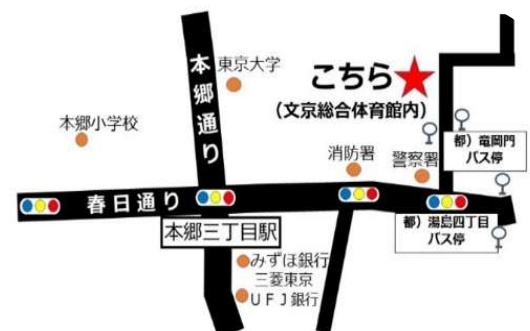 本郷通り
東京大学
こちら
(文京総合体育館内)
本郷小学校
消防署
警察署
都）竜岡門
バス停
春日通り
本郷三丁目駅
都）湯島四丁目
バス停
みずほ銀行
三菱東京
UFJ銀行